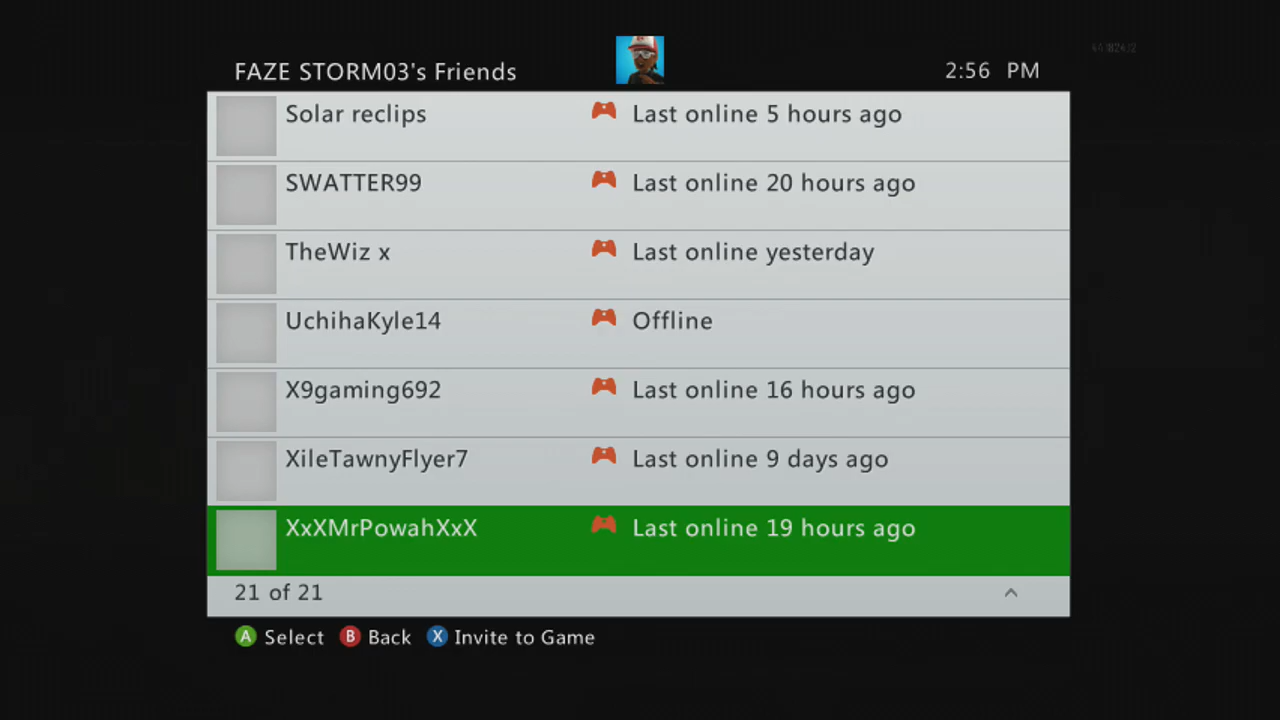 FAZE STORM03's Friends
2:56 PM
Solar reclips Last online 5 hours ago
SWATTER99 Last online 20 hours ago
TheWiz x Last online yesterday
UchihaKyle14 Offline
X9gaming692 Last online 16 hours ago
XileTawnyFlyer7 Last online 9 days ago
XxXMrPowahXxX Last online 19 hours ago
21 of 21
A Select B Back X Invite to Game